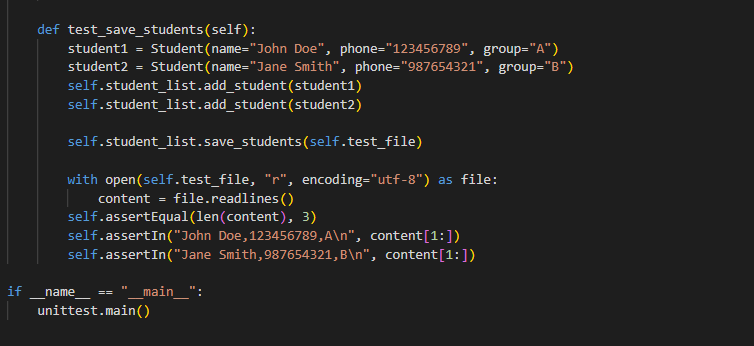 def test_save_students(self):
    student1 = Student(name="John Doe", phone="123456789", group="A")
    student2 = Student(name="Jane Smith", phone="987654321", group="B")
    self.student_list.add_student(student1)
    self.student_list.add_student(student2)

    self.student_list.save_students(self.test_file)

    with open(self.test_file, "r", encoding="utf-8") as file:
        content = file.readlines()
    self.assertEqual(len(content), 3)
    self.assertIn("John Doe,123456789,A\n", content[1:])
    self.assertIn("Jane Smith,987654321,B\n", content[1:])

if __name__ == "__main__":
    unittest.main()